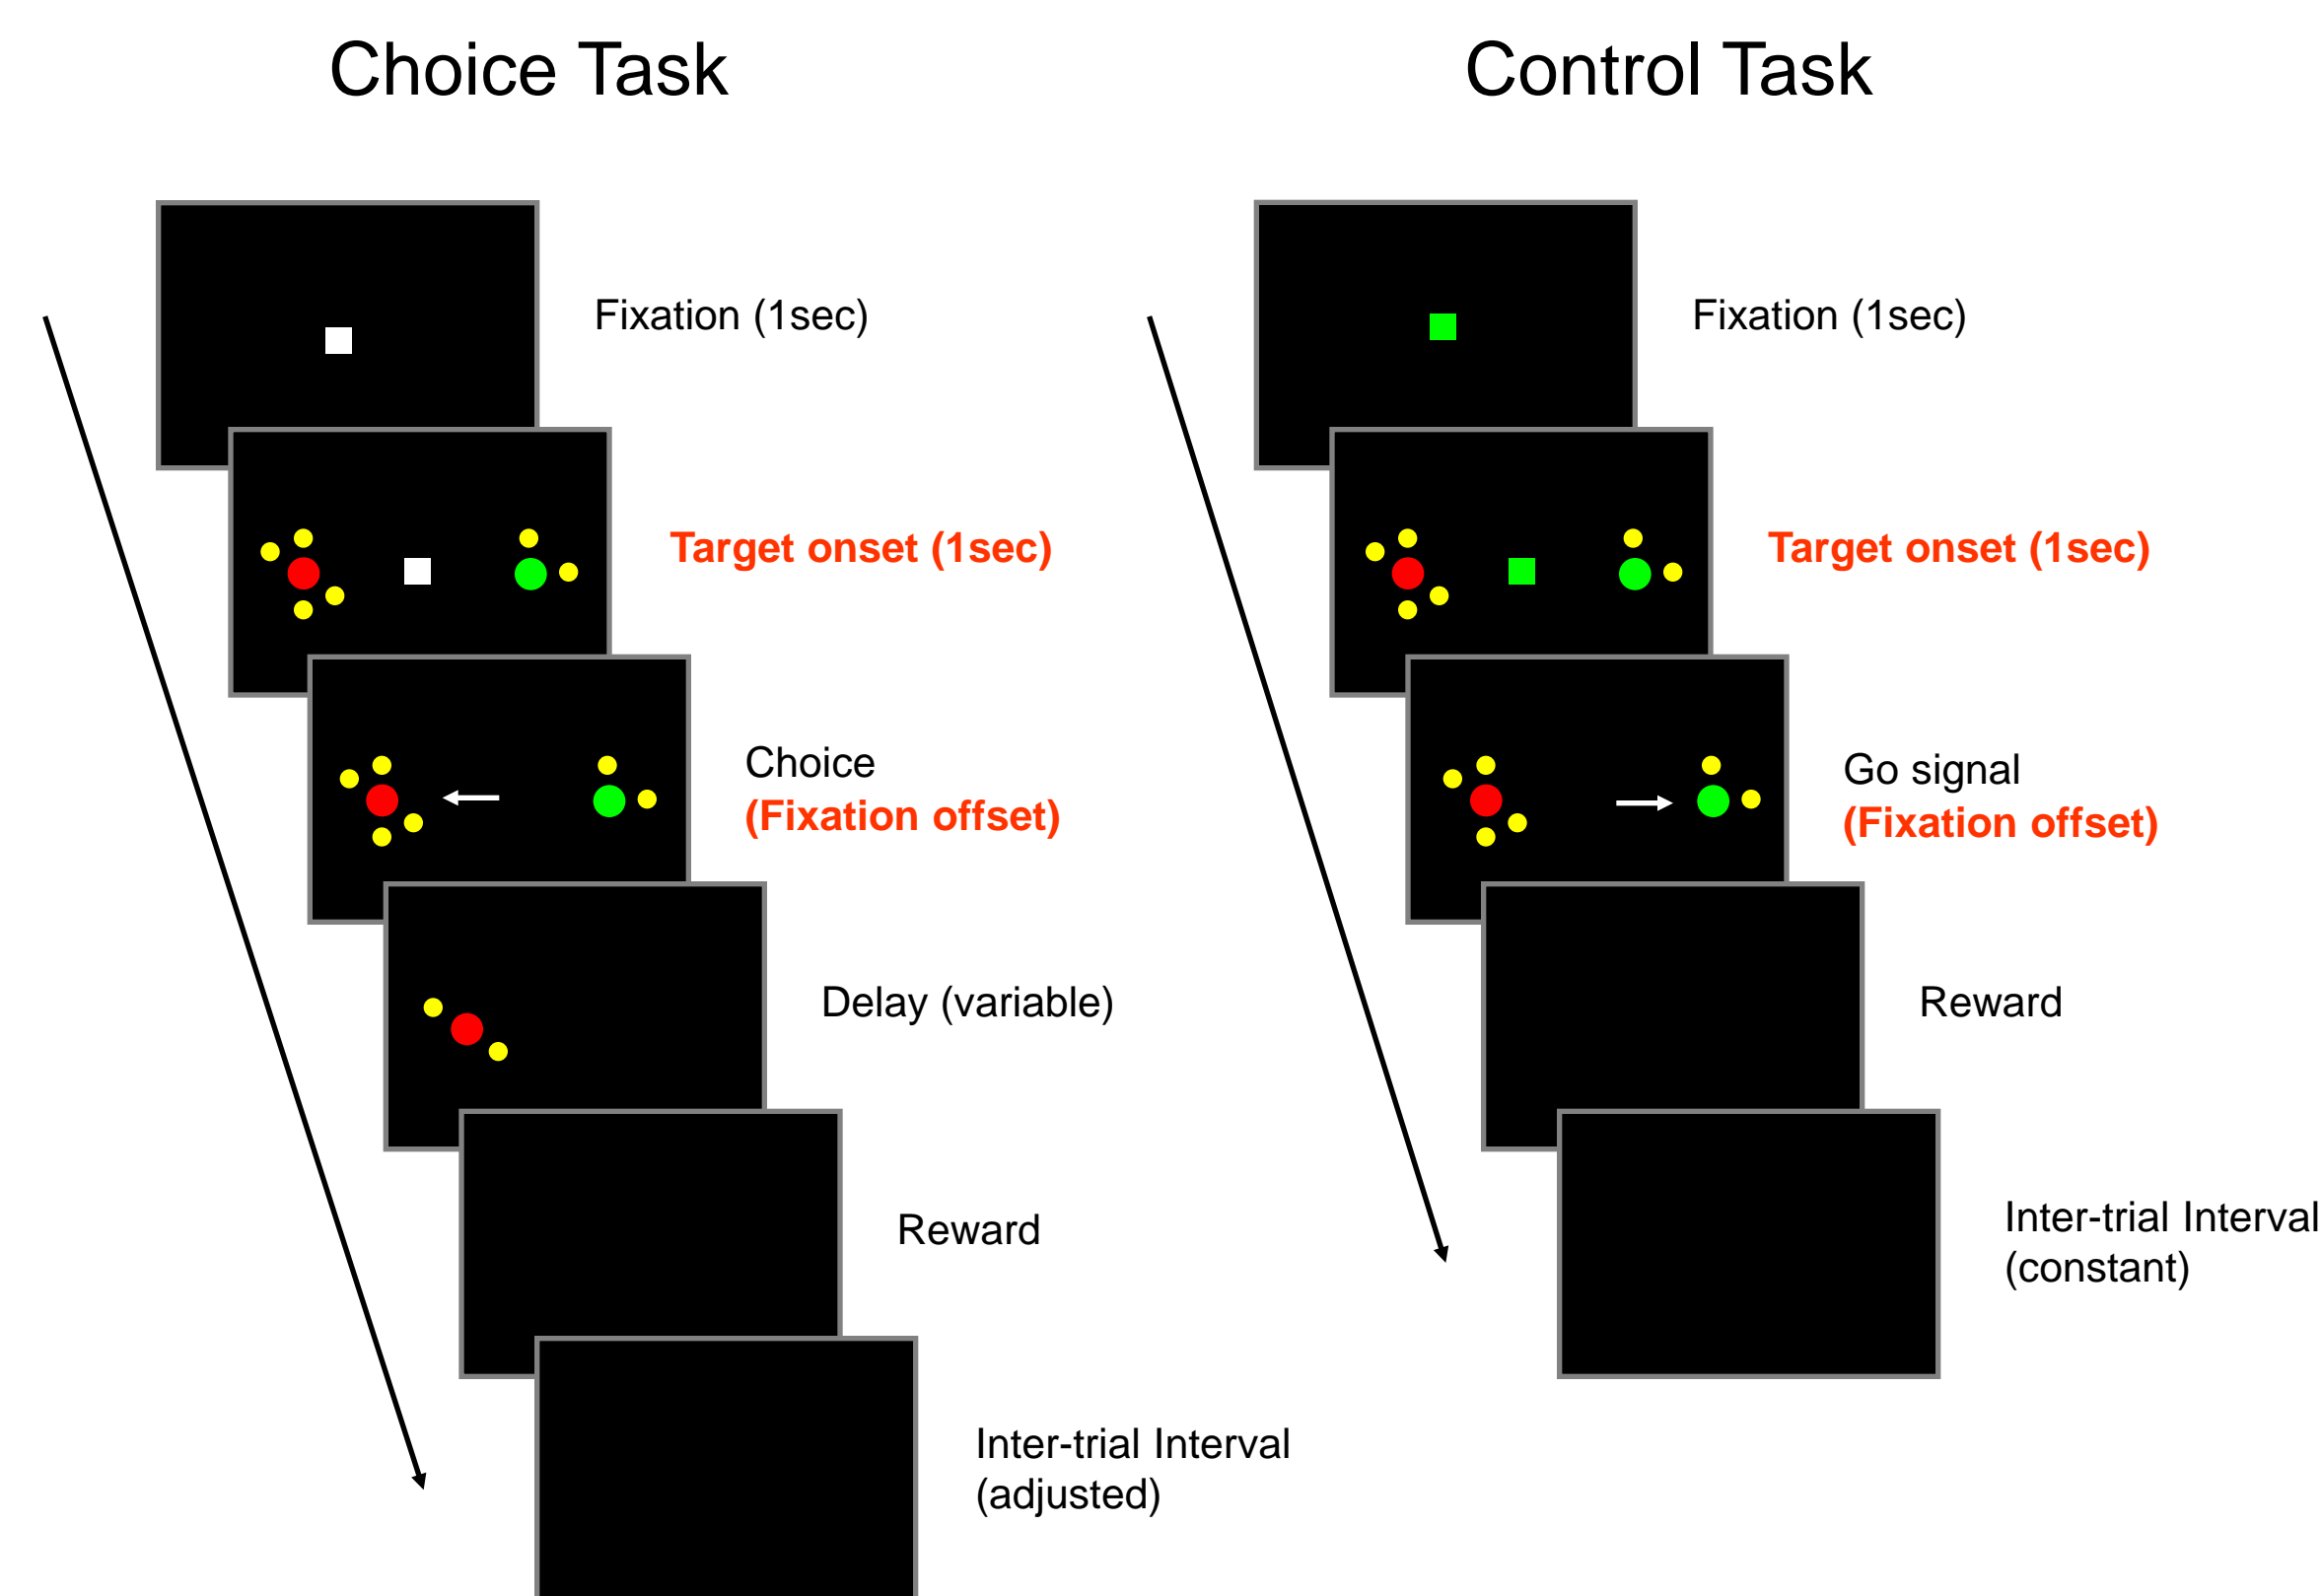 Choice Task
Fixation (1sec)
Target onset (1sec)
Choice
(Fixation offset)
Delay (variable)
Reward
Inter-trial Interval
(adjusted)
Control Task
Fixation (1sec)
Target onset (1sec)
Go signal
(Fixation offset)
Reward
Inter-trial Interval
(constant)